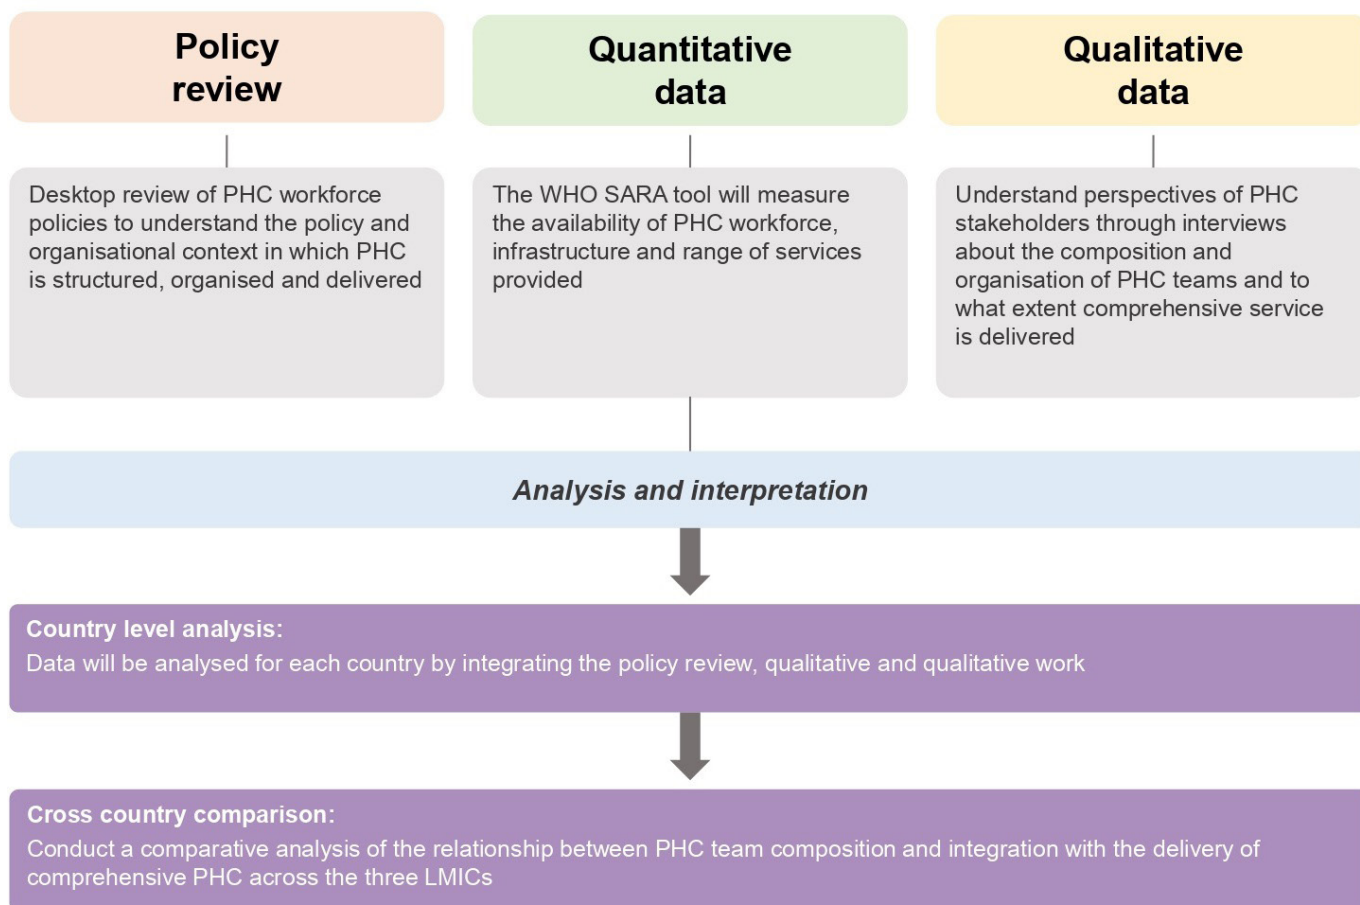 Policy
review
Quantitative
data
Qualitative
data
Desktop review of PHC workforce
policies to understand the policy and
organisational context in which PHC
is structured, organised and delivered
The WHO SARA tool will measure
the availability of PHC workforce,
infrastructure and range of services
provided
Understand perspectives of PHC
stakeholders through interviews
about the composition and
organisation of PHC teams and to
what extent comprehensive service
is delivered
Analysis and interpretation
Country level analysis:
Data will be analysed for each country by integrating the policy review, qualitative and qualitative work
Cross country comparison:
Conduct a comparative analysis of the relationship between PHC team composition and integration with the delivery of
comprehensive PHC across the three LMICs